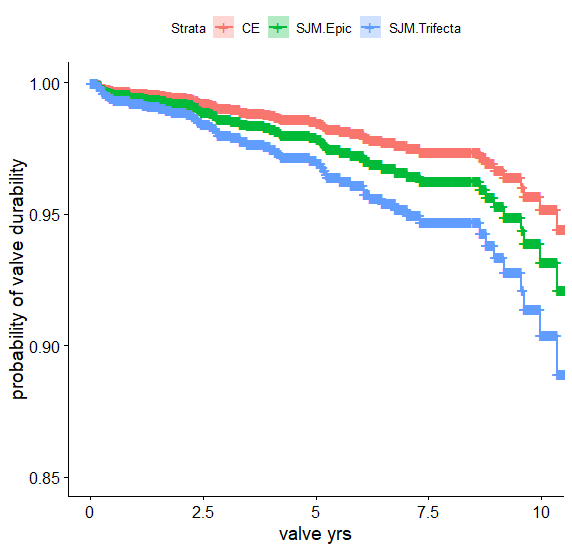 Strata CE SJM.Epic SJM.Trifecta
1.00
0.95
0.90
0.85
probability of valve durability
0 2.5 5 7.5 10
valve yrs